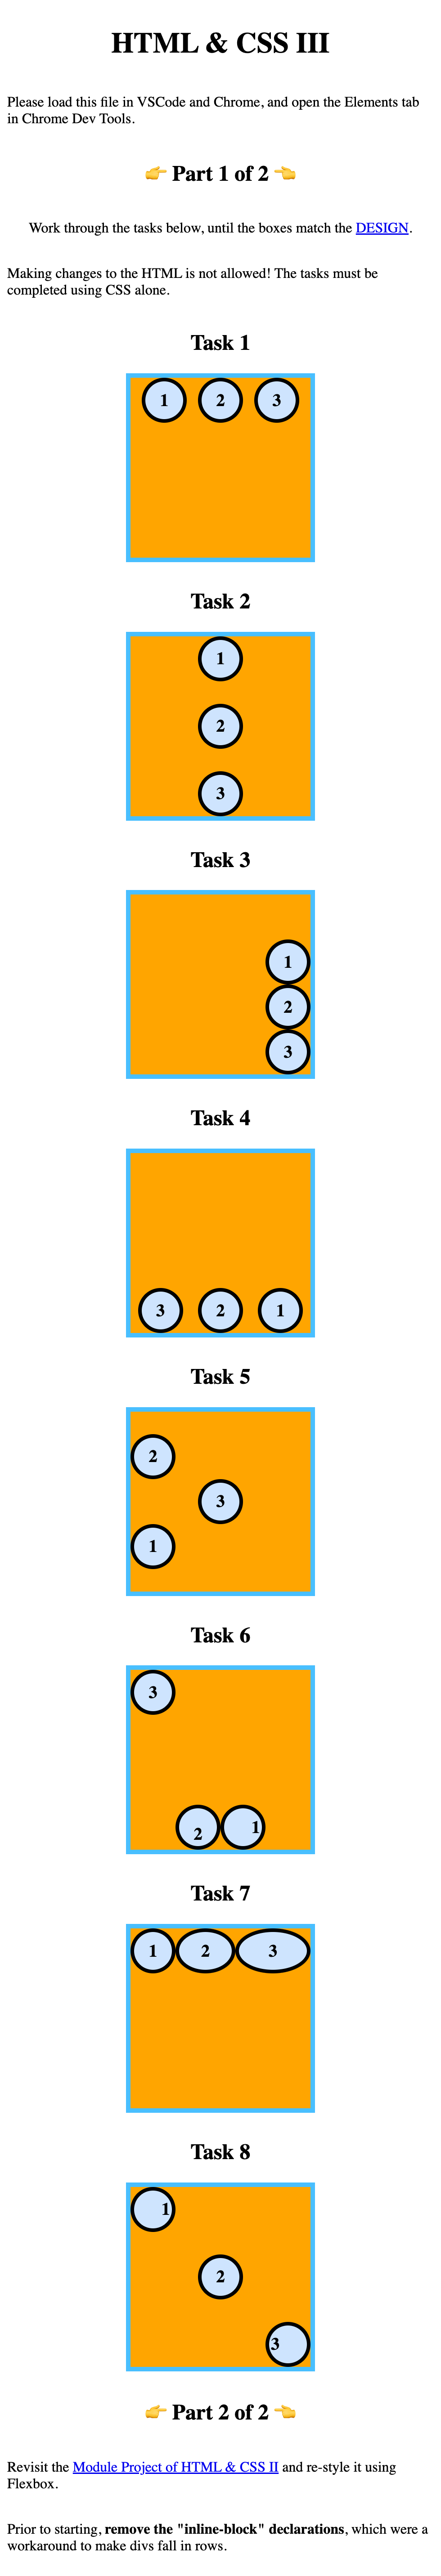 HTML & CSS III
Please load this file in VSCode and Chrome, and open the Elements tab
in Chrome Dev Tools.
👉 Part 1 of 2 👈
Work through the tasks below, until the boxes match the DESIGN.
Making changes to the HTML is not allowed! The tasks must be
completed using CSS alone.
Task 1
1 2 3
Task 2
1
2
3
Task 3
1
2
3
Task 4
3 2 1
Task 5
2
3
1
Task 6
3
2 1
Task 7
1 2 3
Task 8
1
2
3
👉 Part 2 of 2 👈
Revisit the Module Project of HTML & CSS II and re-style it using
Flexbox.
Prior to starting, remove the "inline-block" declarations, which were a
workaround to make divs fall in rows.